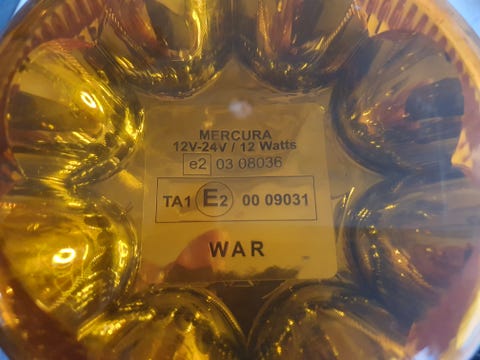 MERCURA
12V-24V / 12 Watts
e2 03 08036
TA1 E2 00 09031
WAR